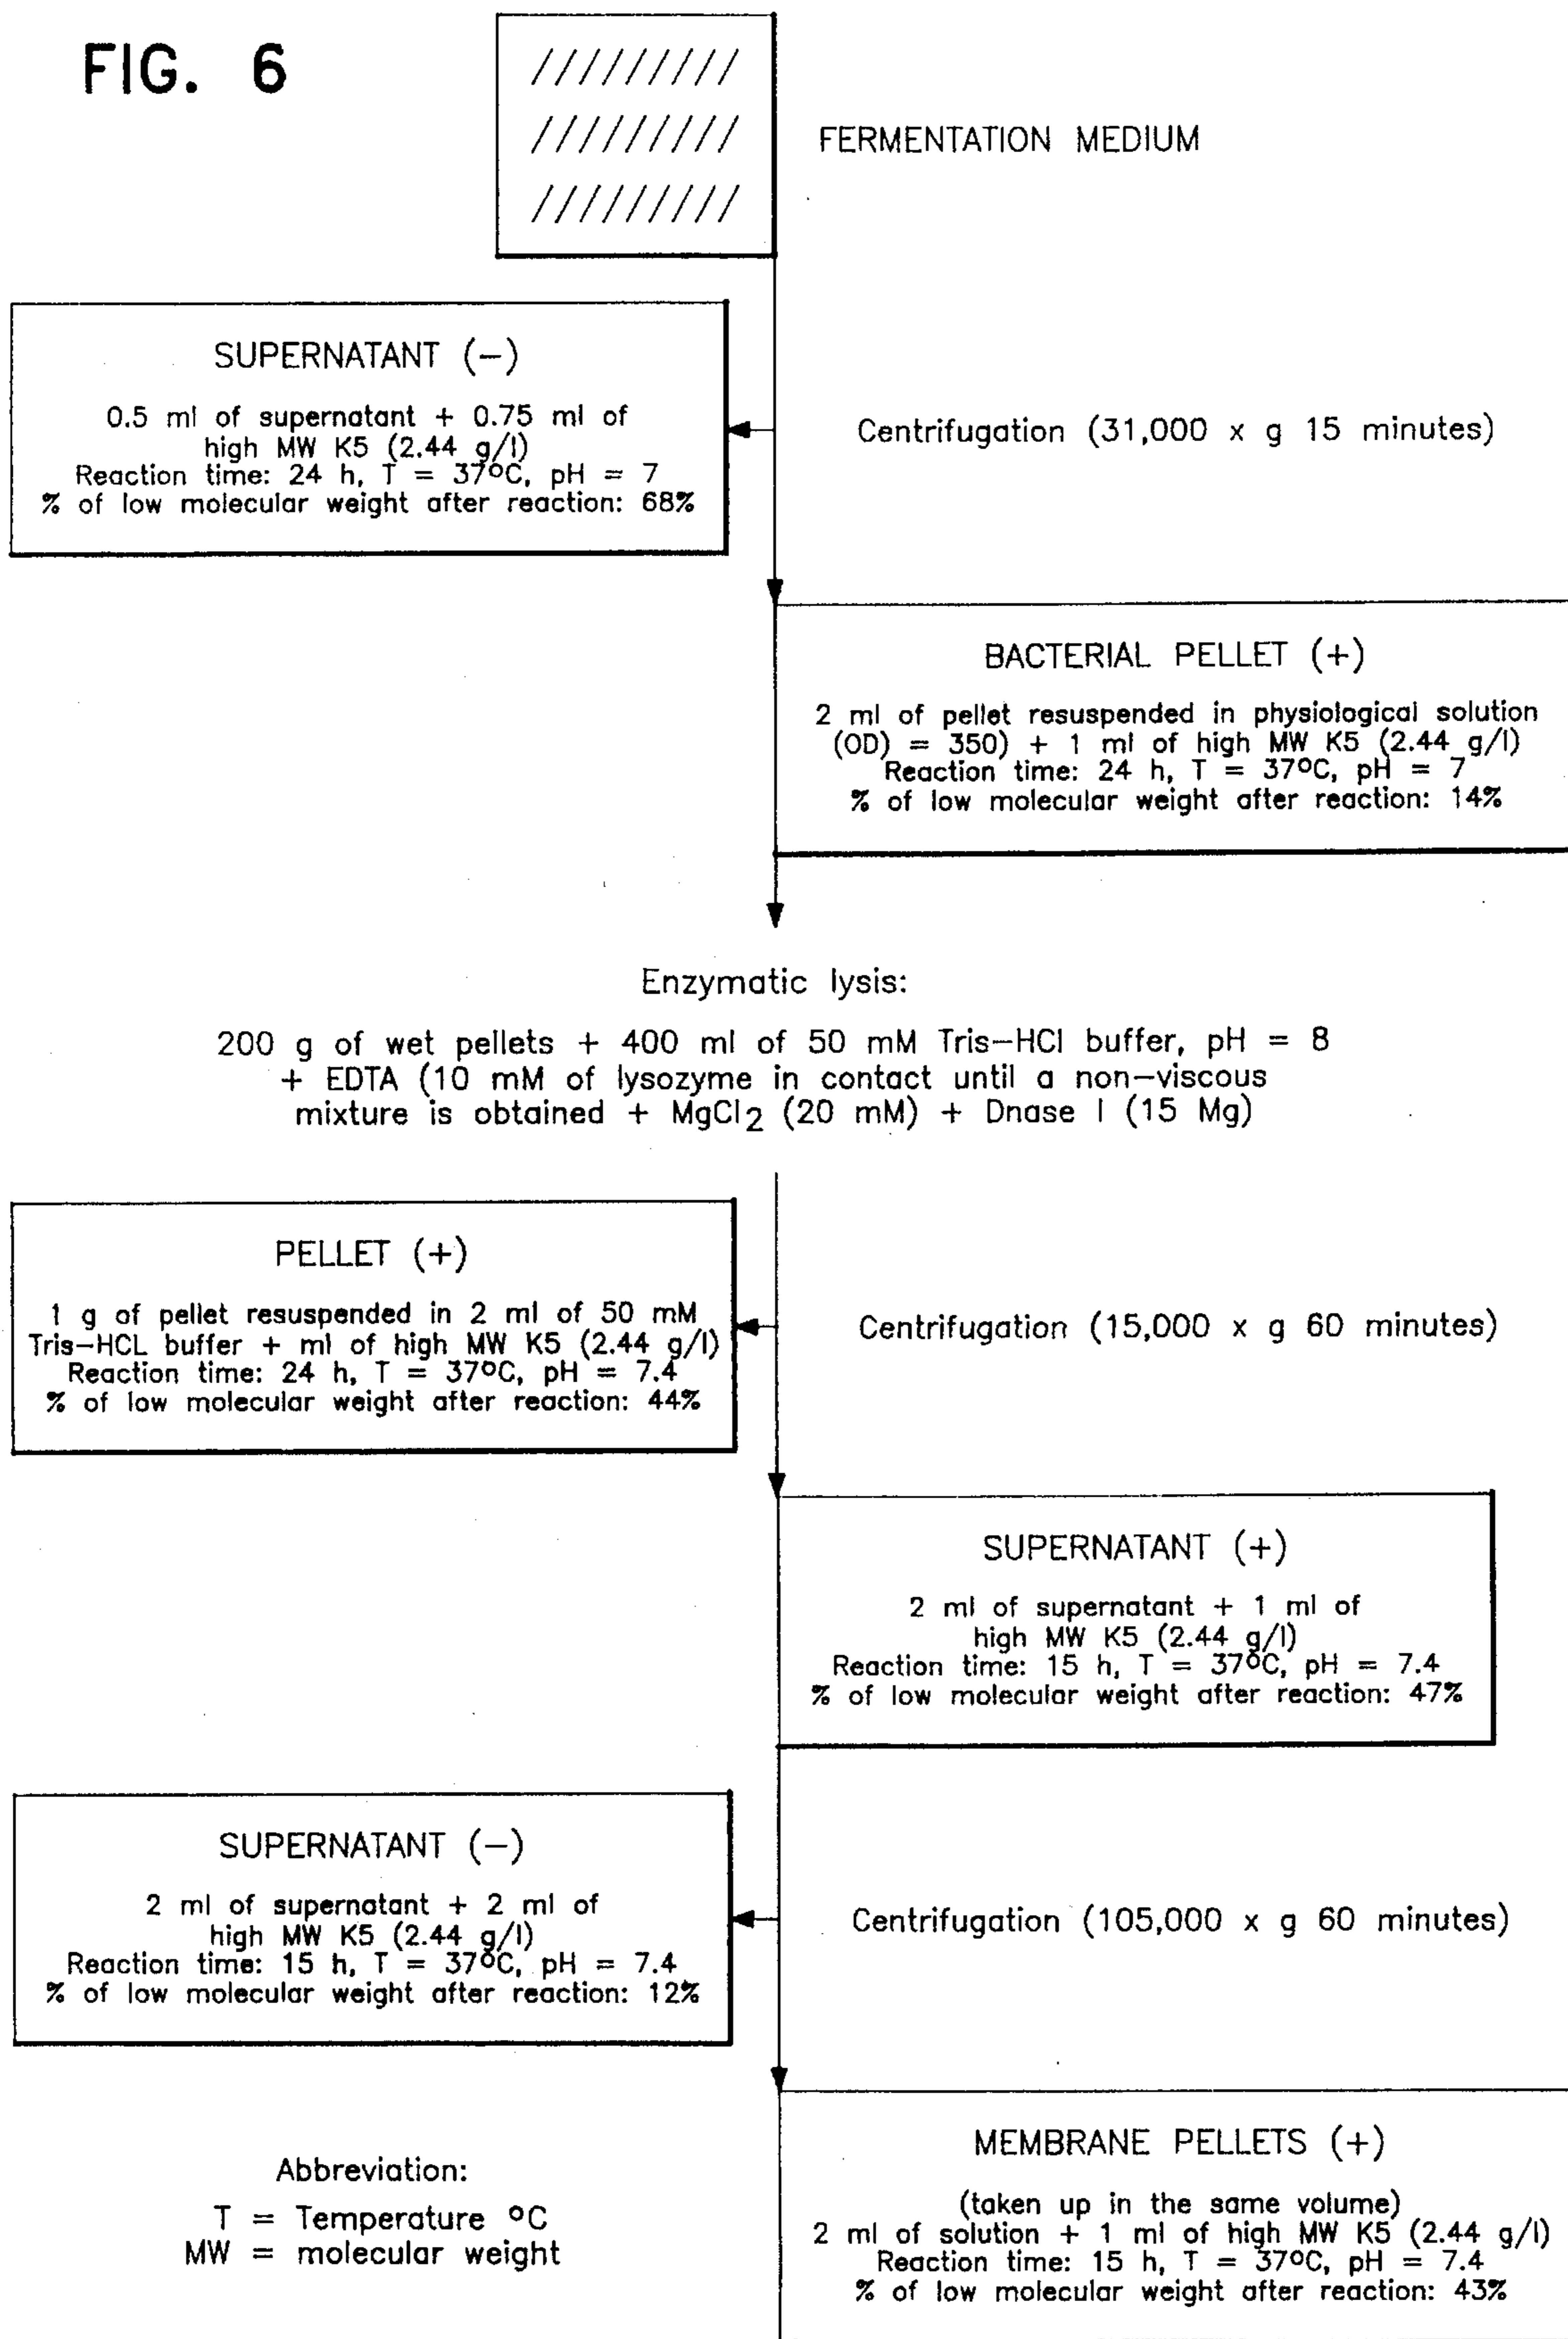 FIG. 6
FERMENTATION MEDIUM
SUPERNATANT (−)
0.5 ml of supernatant + 0.75 ml of
high MW K5 (2.44 g/l)
Reaction time: 24 h, T = 37ºC, pH = 7
% of low molecular weight after reaction: 68%
Centrifugation (31,000 x g 15 minutes)
BACTERIAL PELLET (+)
2 ml of pellet resuspended in physiological solution
(OD) = 350) + 1 ml of high MW K5 (2.44 g/l)
Reaction time: 24 h, T = 37ºC, pH = 7
% of low molecular weight after reaction: 14%
Enzymatic lysis:
200 g of wet pellets + 400 ml of 50 mM Tris−HCl buffer, pH = 8
+ EDTA (10 mM of lysozyme in contact until a non−viscous
mixture is obtained + MgCl2 (20 mM) + Dnase I (15 Mg)
PELLET (+)
1 g of pellet resuspended in 2 ml of 50 mM
Tris−HCL buffer + ml of high MW K5 (2.44 g/l)
Reaction time: 24 h, T = 37ºC, pH = 7.4
% of low molecular weight after reaction: 44%
Centrifugation (15,000 x g 60 minutes)
SUPERNATANT (+)
2 ml of supernatant + 1 ml of
high MW K5 (2.44 g/l)
Reaction time: 15 h, T = 37ºC, pH = 7.4
% of low molecular weight after reaction: 47%
SUPERNATANT (−)
2 ml of supernatant + 2 ml of
high MW K5 (2.44 g/l)
Reaction time: 15 h, T = 37ºC, pH = 7.4
% of low molecular weight after reaction: 12%
Centrifugation (105,000 x g 60 minutes)
MEMBRANE PELLETS (+)
(taken up in the same volume)
2 ml of solution + 1 ml of high MW K5 (2.44 g/l)
Reaction time: 15 h, T = 37ºC, pH = 7.4
% of low molecular weight after reaction: 43%
Abbreviation:
T = Temperature ºC
MW = molecular weight